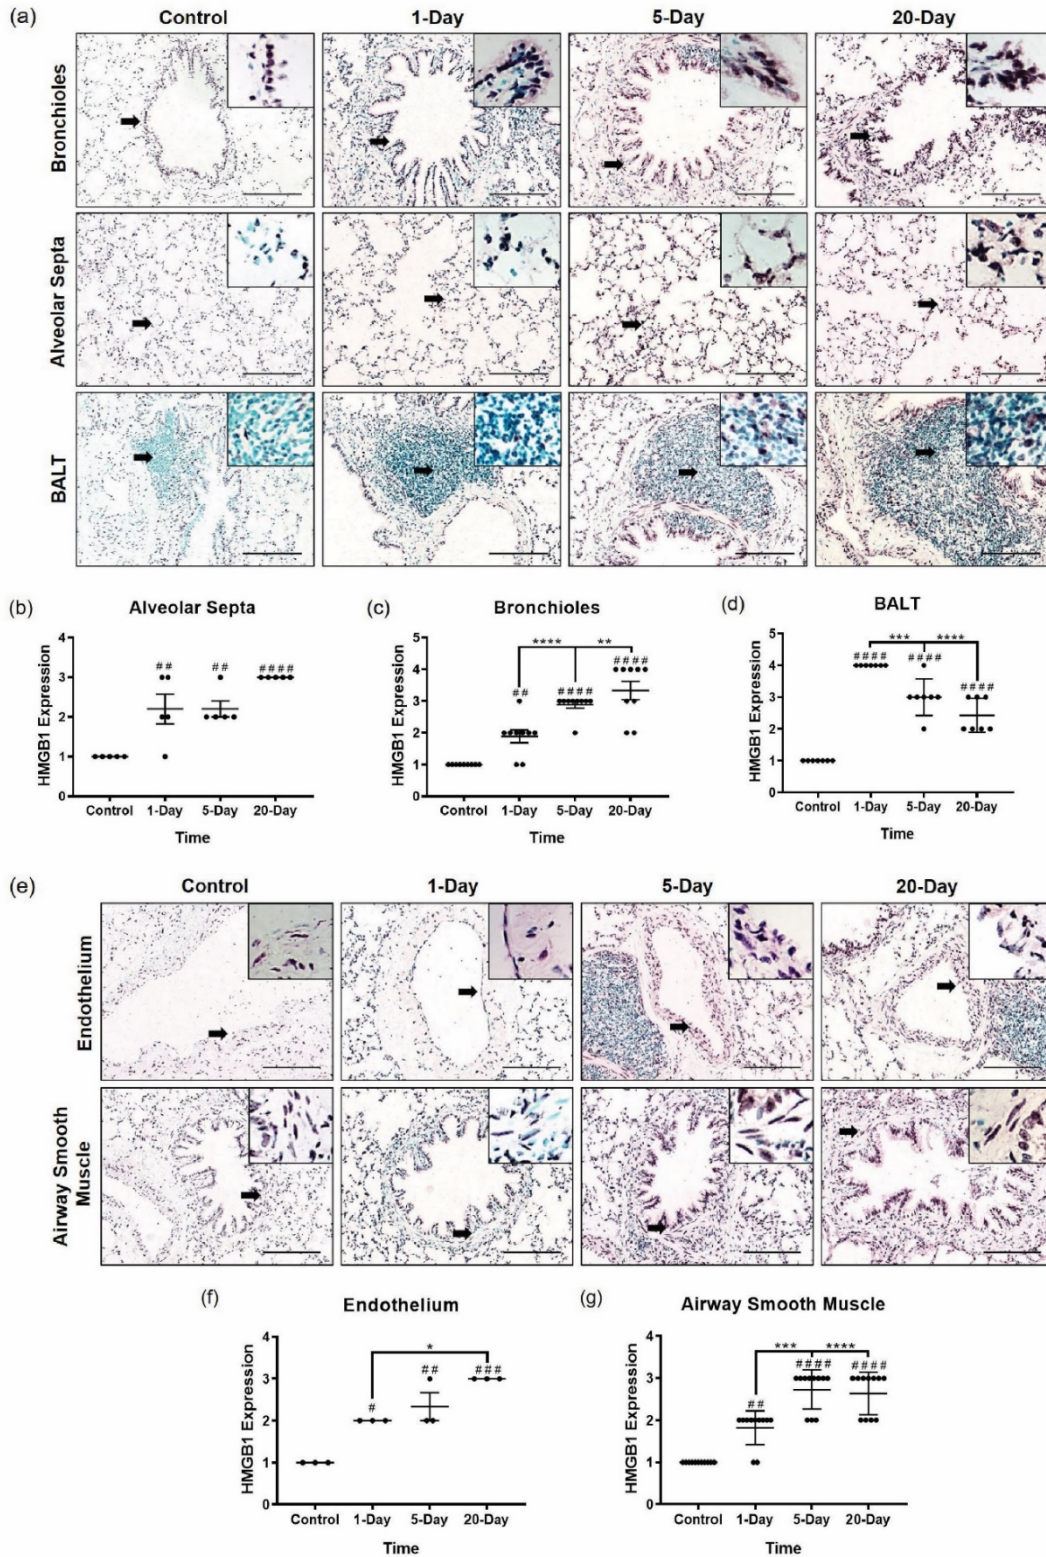 (a)
Control 1-Day 5-Day 20-Day
Bronchioles
Alveolar Septa
BALT
(b) Alveolar Septa
HMGB1 Expression
4
3
2
1
0
## ## ####
Control 1-Day 5-Day 20-Day
Time
(c) Bronchioles
HMGB1 Expression
5
4
3
2
1
0
**** **
## #### ####
Control 1-Day 5-Day 20-Day
Time
(d) BALT
HMGB1 Expression
5
4
3
2
1
0
*** ****
#### #### ####
Control 1-Day 5-Day 20-Day
Time
(e)
Control 1-Day 5-Day 20-Day
Endothelium
Airway Smooth
Muscle
(f) Endothelium
HMGB1 Expression
4
3
2
1
0
*
# ## ###
Control 1-Day 5-Day 20-Day
Time
(g) Airway Smooth Muscle
HMGB1 Expression
4
3
2
1
0
*** ****
## #### ####
Control 1-Day 5-Day 20-Day
Time